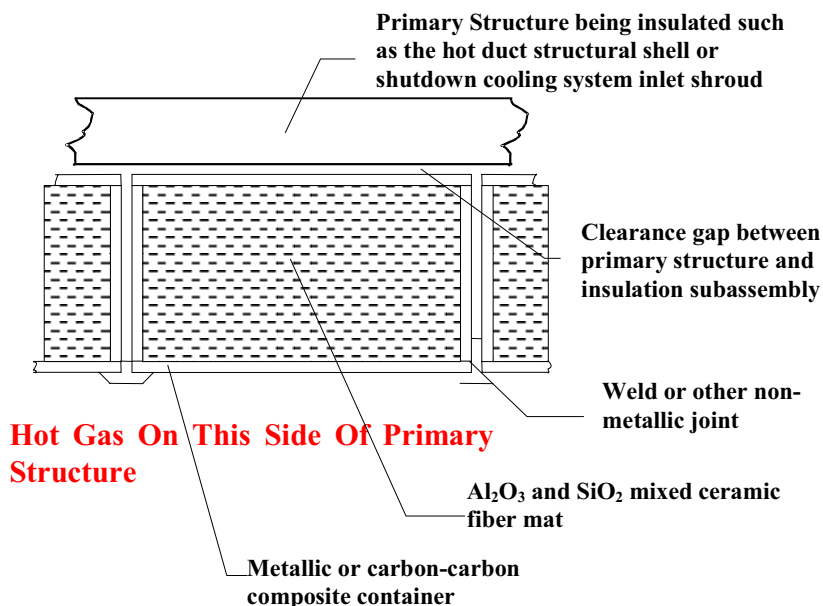 Primary Structure being insulated such
as the hot duct structural shell or
shutdown cooling system inlet shroud
Clearance gap between
primary structure and
insulation subassembly
Weld or other non-
metallic joint
Hot Gas On This Side Of Primary
Structure
Al₂O₃ and SiO₂ mixed ceramic
fiber mat
Metallic or carbon-carbon
composite container